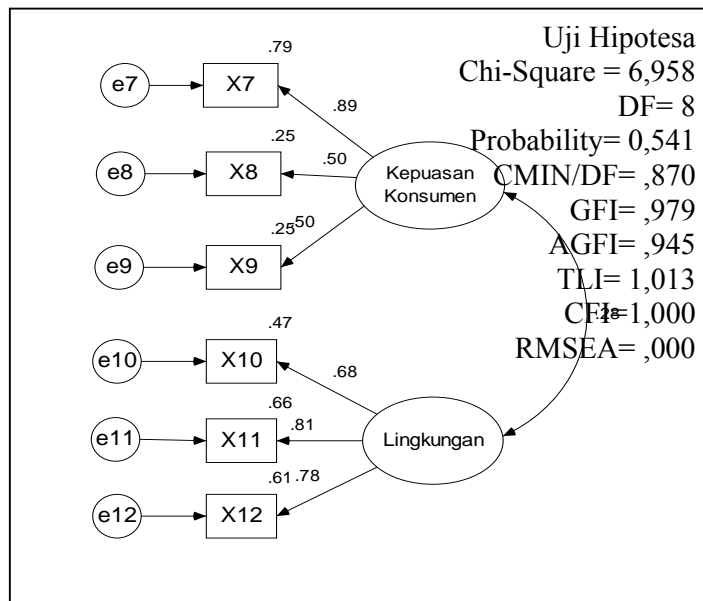 Uji Hipotesa
Chi-Square = 6,958
DF= 8
Probability= 0,541
CMIN/DF= ,870
GFI= ,979
AGFI= ,945
TLI= 1,013
CFI=1,000
RMSEA= ,000
.79
e7
X7
.89
.25
e8
X8
.50
Kepuasan
Konsumen
.25
.50
e9
X9
.28
.47
e10
X10
.68
.66
e11
X11
.81
Lingkungan
.61
.78
e12
X12